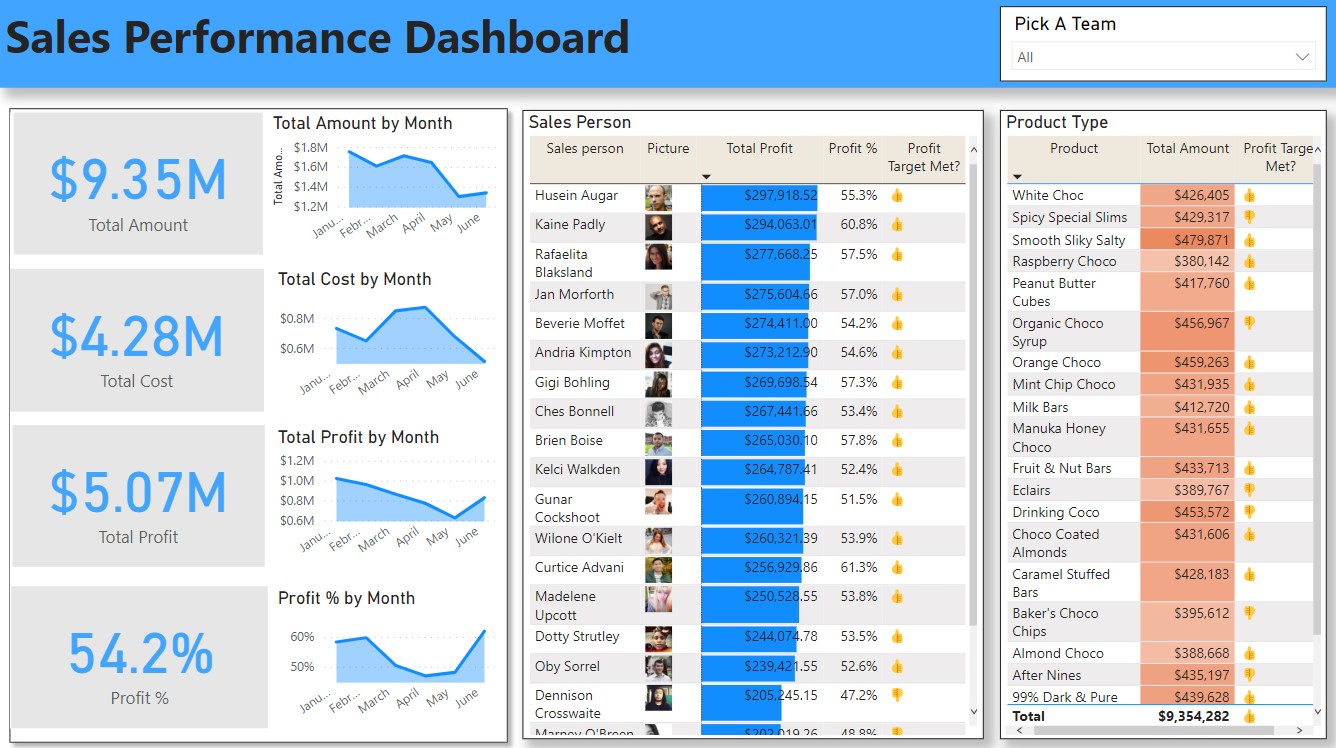 Sales Performance Dashboard
Pick A Team
All
$9.35M
Total Amount
Total Amount by Month
Total Amo...
$1.8M
$1.6M
$1.4M
$1.2M
Janu...
Febr...
March
April
May
June
$4.28M
Total Cost
Total Cost by Month
$0.8M
$0.6M
Janu...
Febr...
March
April
May
June
$5.07M
Total Profit
Total Profit by Month
$1.2M
$1.0M
$0.8M
$0.6M
Janu...
Febr...
March
April
May
June
54.2%
Profit %
Profit % by Month
60%
50%
Janu...
Febr...
March
April
May
June
Sales Person
Sales person Picture Total Profit Profit % Profit
Target Met?
Husein Augar $297,918.52 55.3%
Kaine Padly $294,063.01 60.8%
Rafaelita $277,668.25 57.5%
Blaksland
Jan Morforth $275,604.66 57.0%
Beverie Moffet $274,411.00 54.2%
Andria Kimpton $273,212.90 54.6%
Gigi Bohling $269,698.54 57.3%
Ches Bonnell $267,441.66 53.4%
Brien Boise $265,030.10 57.8%
Kelci Walkden $264,787.41 52.4%
Gunar $260,894.15 51.5%
Cockshoot
Wilone O'Kielt $260,321.39 53.9%
Curtice Advani $256,929.86 61.3%
Madelene $250,528.55 53.8%
Upcott
Dotty Strutley $244,074.78 53.5%
Oby Sorrel $239,421.55 52.6%
Dennison $205,245.15 47.2%
Crosswaite
Marney O'Breen $202,019.26 48.8%
Product Type
Product Total Amount Profit Targe
Met?
White Choc $426,405
Spicy Special Slims $429,317
Smooth Sliky Salty $479,871
Raspberry Choco $380,142
Peanut Butter $417,760
Cubes
Organic Choco $456,967
Syrup
Orange Choco $459,263
Mint Chip Choco $431,935
Milk Bars $412,720
Manuka Honey $431,655
Choco
Fruit & Nut Bars $433,713
Eclairs $389,767
Drinking Coco $453,572
Choco Coated $431,606
Almonds
Caramel Stuffed $428,183
Bars
Baker's Choco $395,612
Chips
Almond Choco $388,668
After Nines $435,197
99% Dark & Pure $439,628
Total $9,354,282